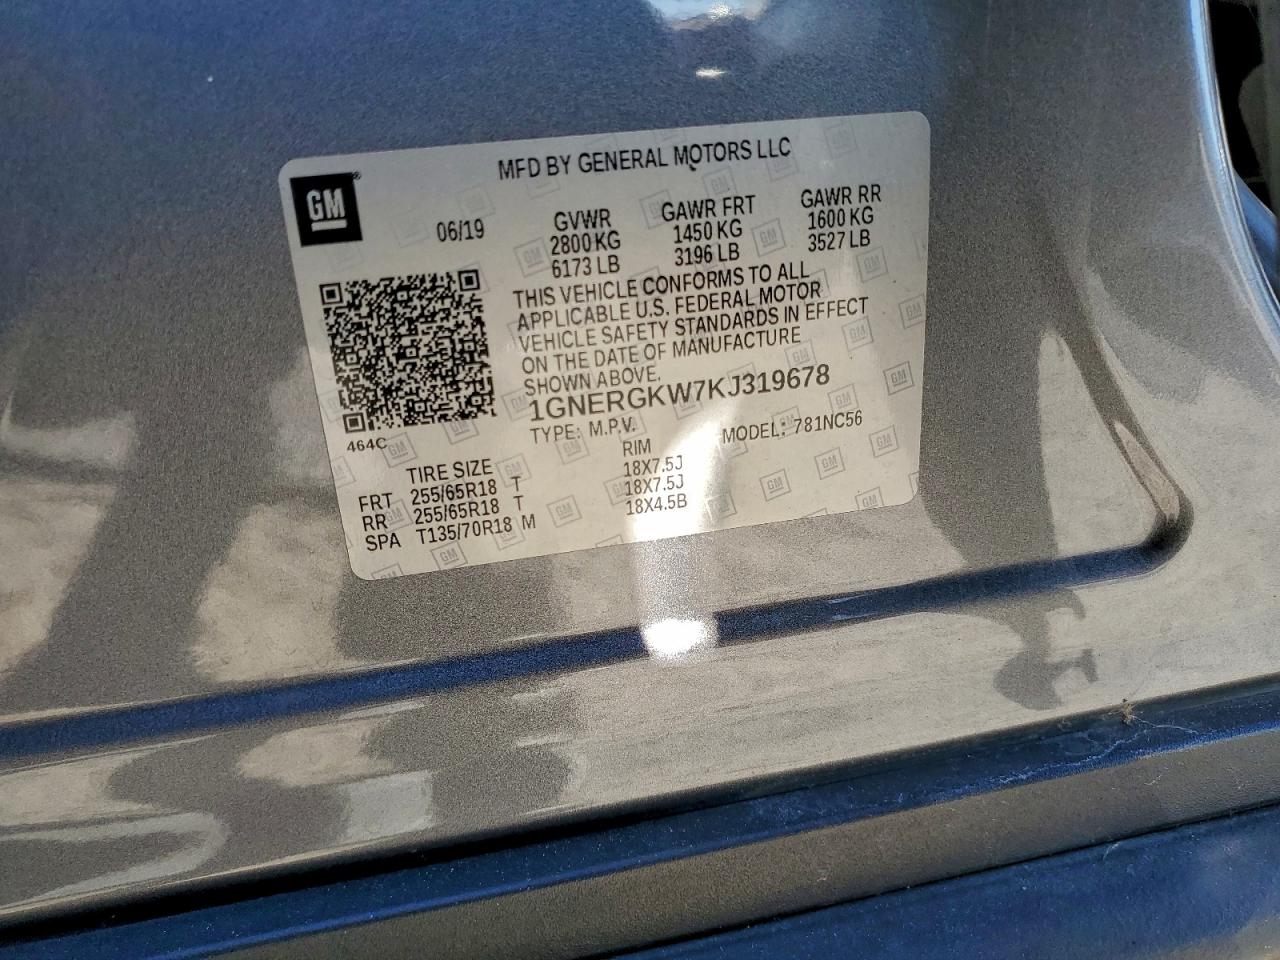 MFD BY GENERAL MOTORS LLC
GM
06/19
GVWR
2800 KG
6173 LB
GAWR FRT
1450 KG
3196 LB
GAWR RR
1600 KG
3527 LB
THIS VEHICLE CONFORMS TO ALL
APPLICABLE U.S. FEDERAL MOTOR
VEHICLE SAFETY STANDARDS IN EFFECT
ON THE DATE OF MANUFACTURE
SHOWN ABOVE.
1GNERGKW7KJ319678
TYPE: M.P.V. MODEL: 781NC56
464C
TIRE SIZE RIM
FRT 255/65R18 T 18X7.5J
RR 255/65R18 T 18X7.5J
SPA T135/70R18 M 18X4.5B